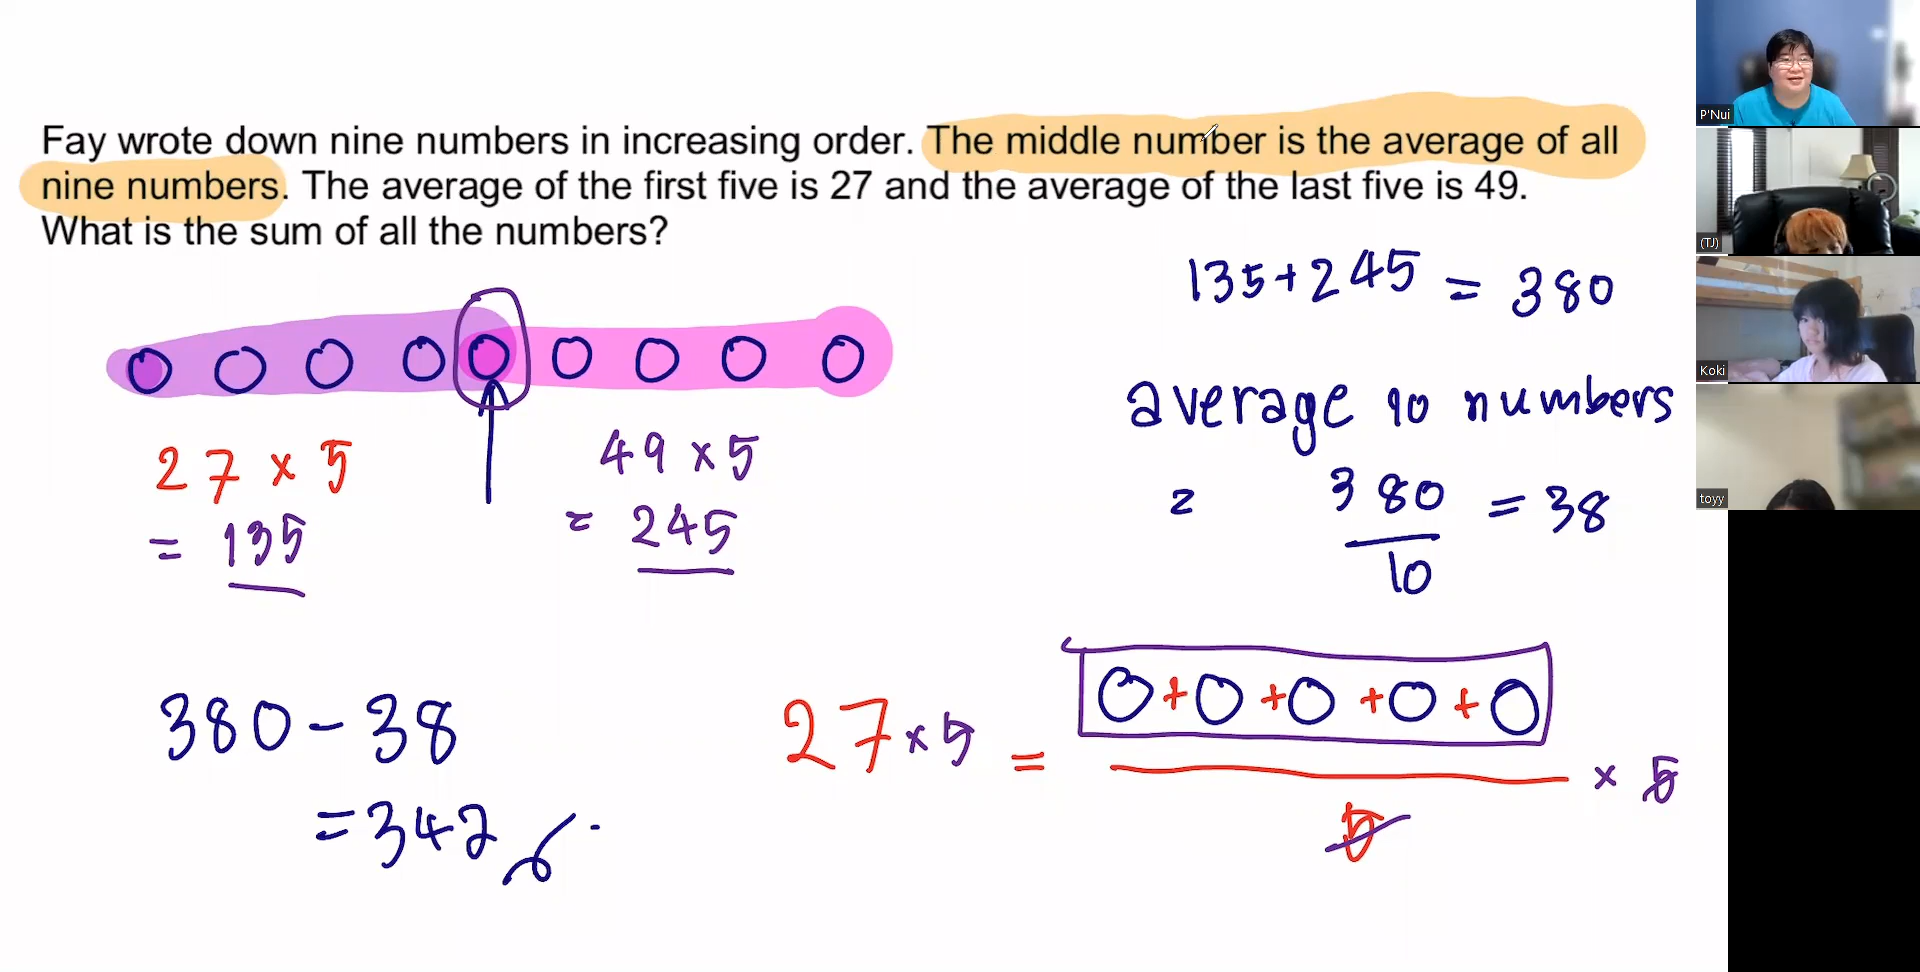 Fay wrote down nine numbers in increasing order. The middle number is the average of all
nine numbers. The average of the first five is 27 and the average of the last five is 49.
What is the sum of all the numbers?
135+245 = 380
27 × 5
= 135
49 × 5
= 245
average 10 numbers
= 380 = 38
10
380 - 38
= 342
27 × 5 = O + O + O + O + O × 5
5
P'Nui
(TJ)
Koki
toyy